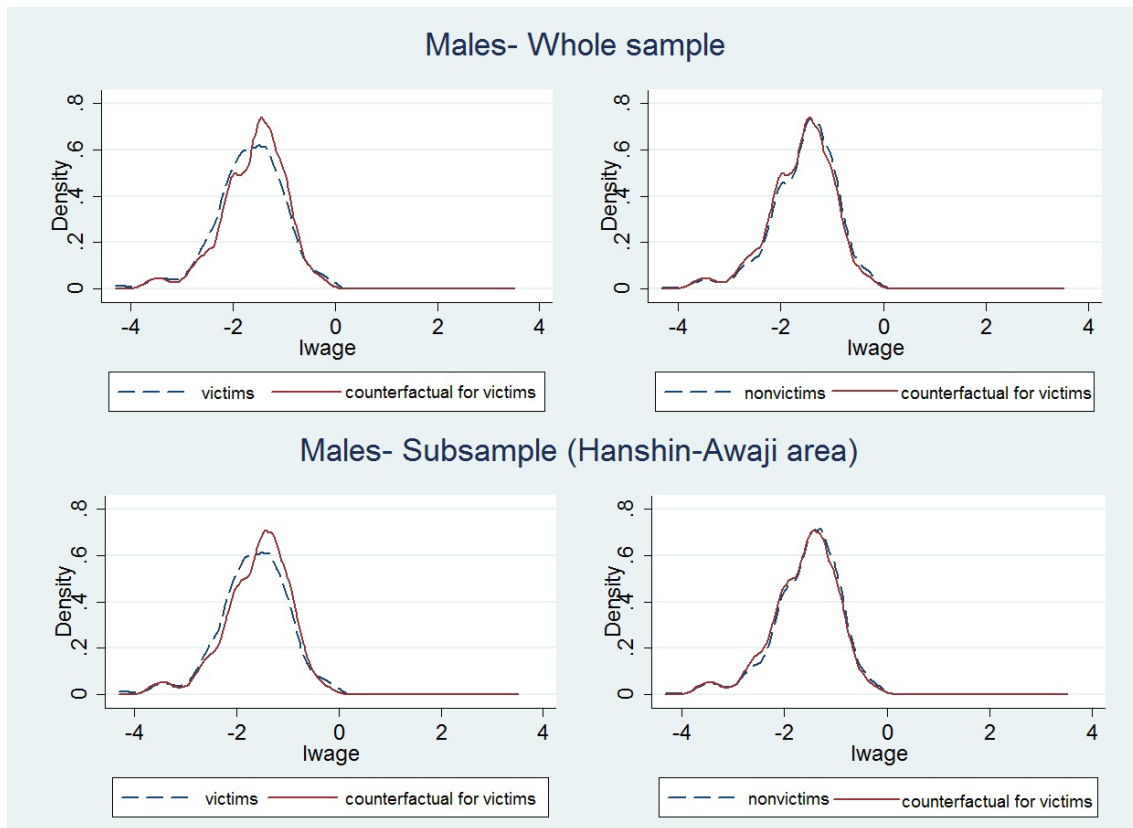 Males- Whole sample
Density
0 .2 .4 .6 .8
-4 -2 0 2 4
lwage
victims counterfactual for victims
Density
0 .2 .4 .6 .8
-4 -2 0 2 4
lwage
nonvictims counterfactual for victims
Males- Subsample (Hanshin-Awaji area)
Density
0 .2 .4 .6 .8
-4 -2 0 2 4
lwage
victims counterfactual for victims
Density
0 .2 .4 .6 .8
-4 -2 0 2 4
lwage
nonvictims counterfactual for victims